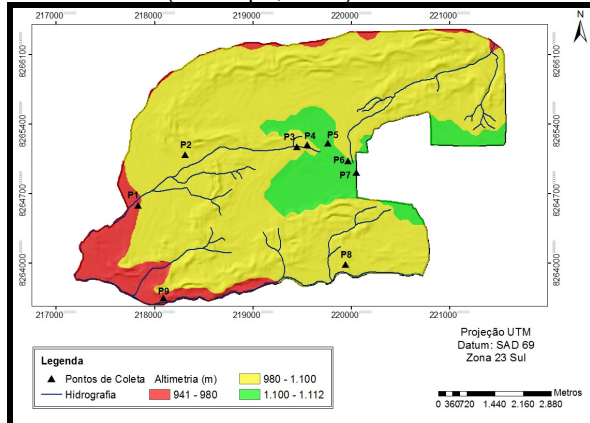 217000 218000 219000 220000 221000
N
8266100 8266100
8265400 8265400
8264700 8264700
8264000 8264000
P1
P2
P3
P4
P5
P6
P7
P8
P9
217000 218000 219000 220000 221000
Projeção UTM
Datum: SAD 69
Zona 23 Sul
Legenda
Pontos de Coleta Altimetria (m) 980 - 1.100
Hidrografia 941 - 980 1.100 - 1.112
Metros
0 360720 1.440 2.160 2.880